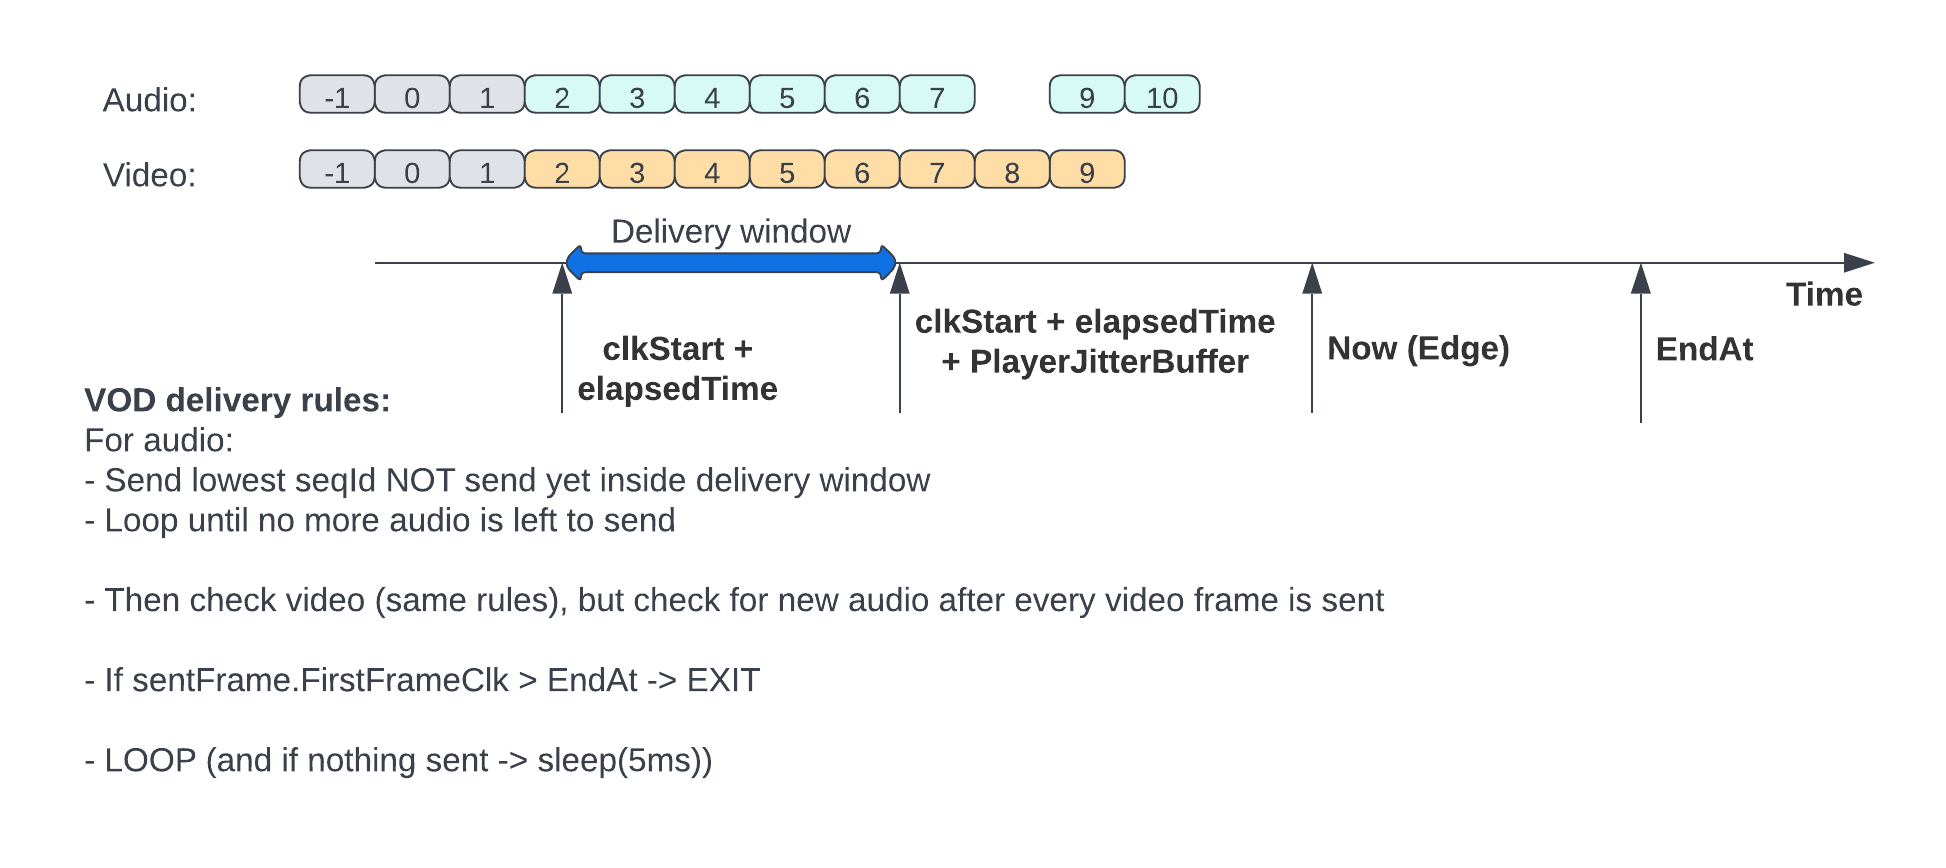 Audio: -1 0 1 2 3 4 5 6 7 9 10
Video: -1 0 1 2 3 4 5 6 7 8 9
Delivery window
Time
clkStart +
elapsedTime
clkStart + elapsedTime
+ PlayerJitterBuffer
Now (Edge)
EndAt
VOD delivery rules:
For audio:
- Send lowest seqId NOT send yet inside delivery window
- Loop until no more audio is left to send
- Then check video (same rules), but check for new audio after every video frame is sent
- If sentFrame.FirstFrameClk > EndAt -> EXIT
- LOOP (and if nothing sent -> sleep(5ms))